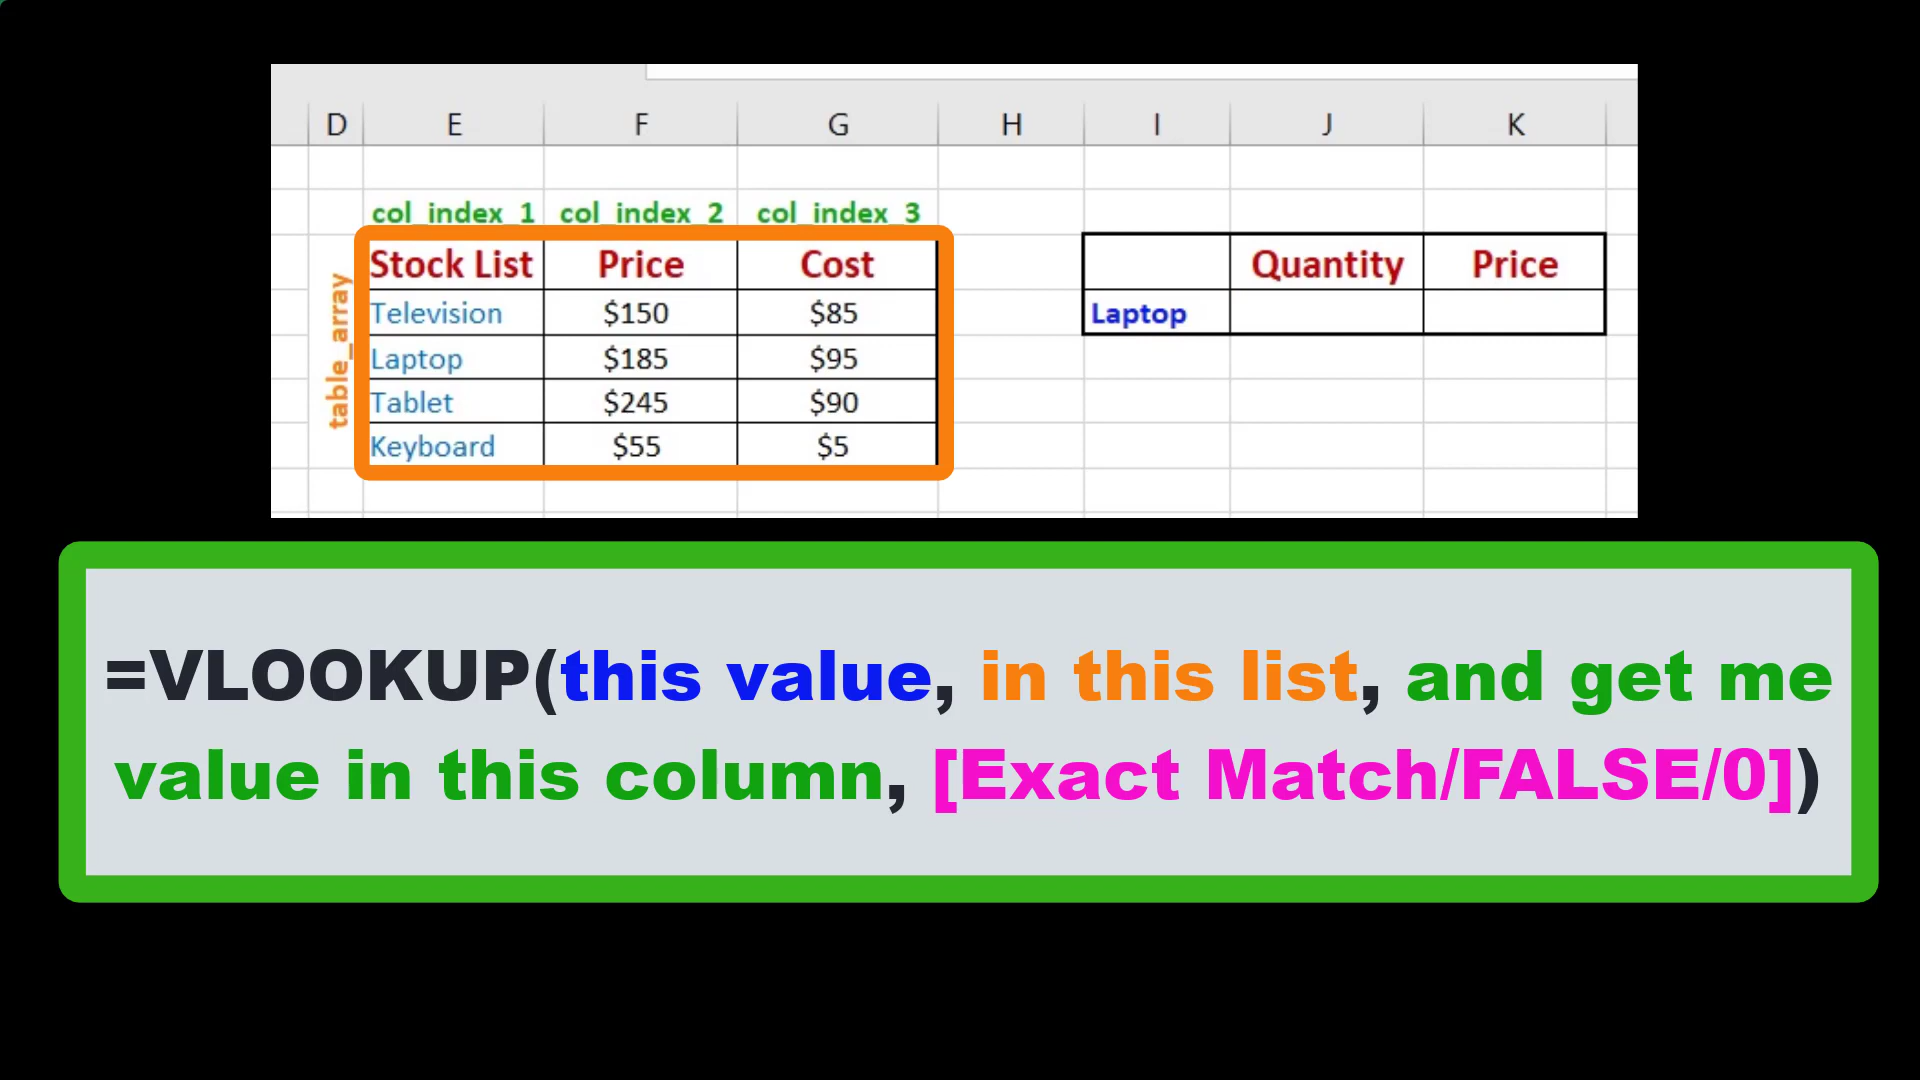 D E F G H I J K
col_index_1 col_index_2 col_index_3
table_array
Stock List Price Cost
Television $150 $85
Laptop $185 $95
Tablet $245 $90
Keyboard $55 $5
Quantity Price
Laptop
=VLOOKUP(this value, in this list, and get me
value in this column, [Exact Match/FALSE/0])